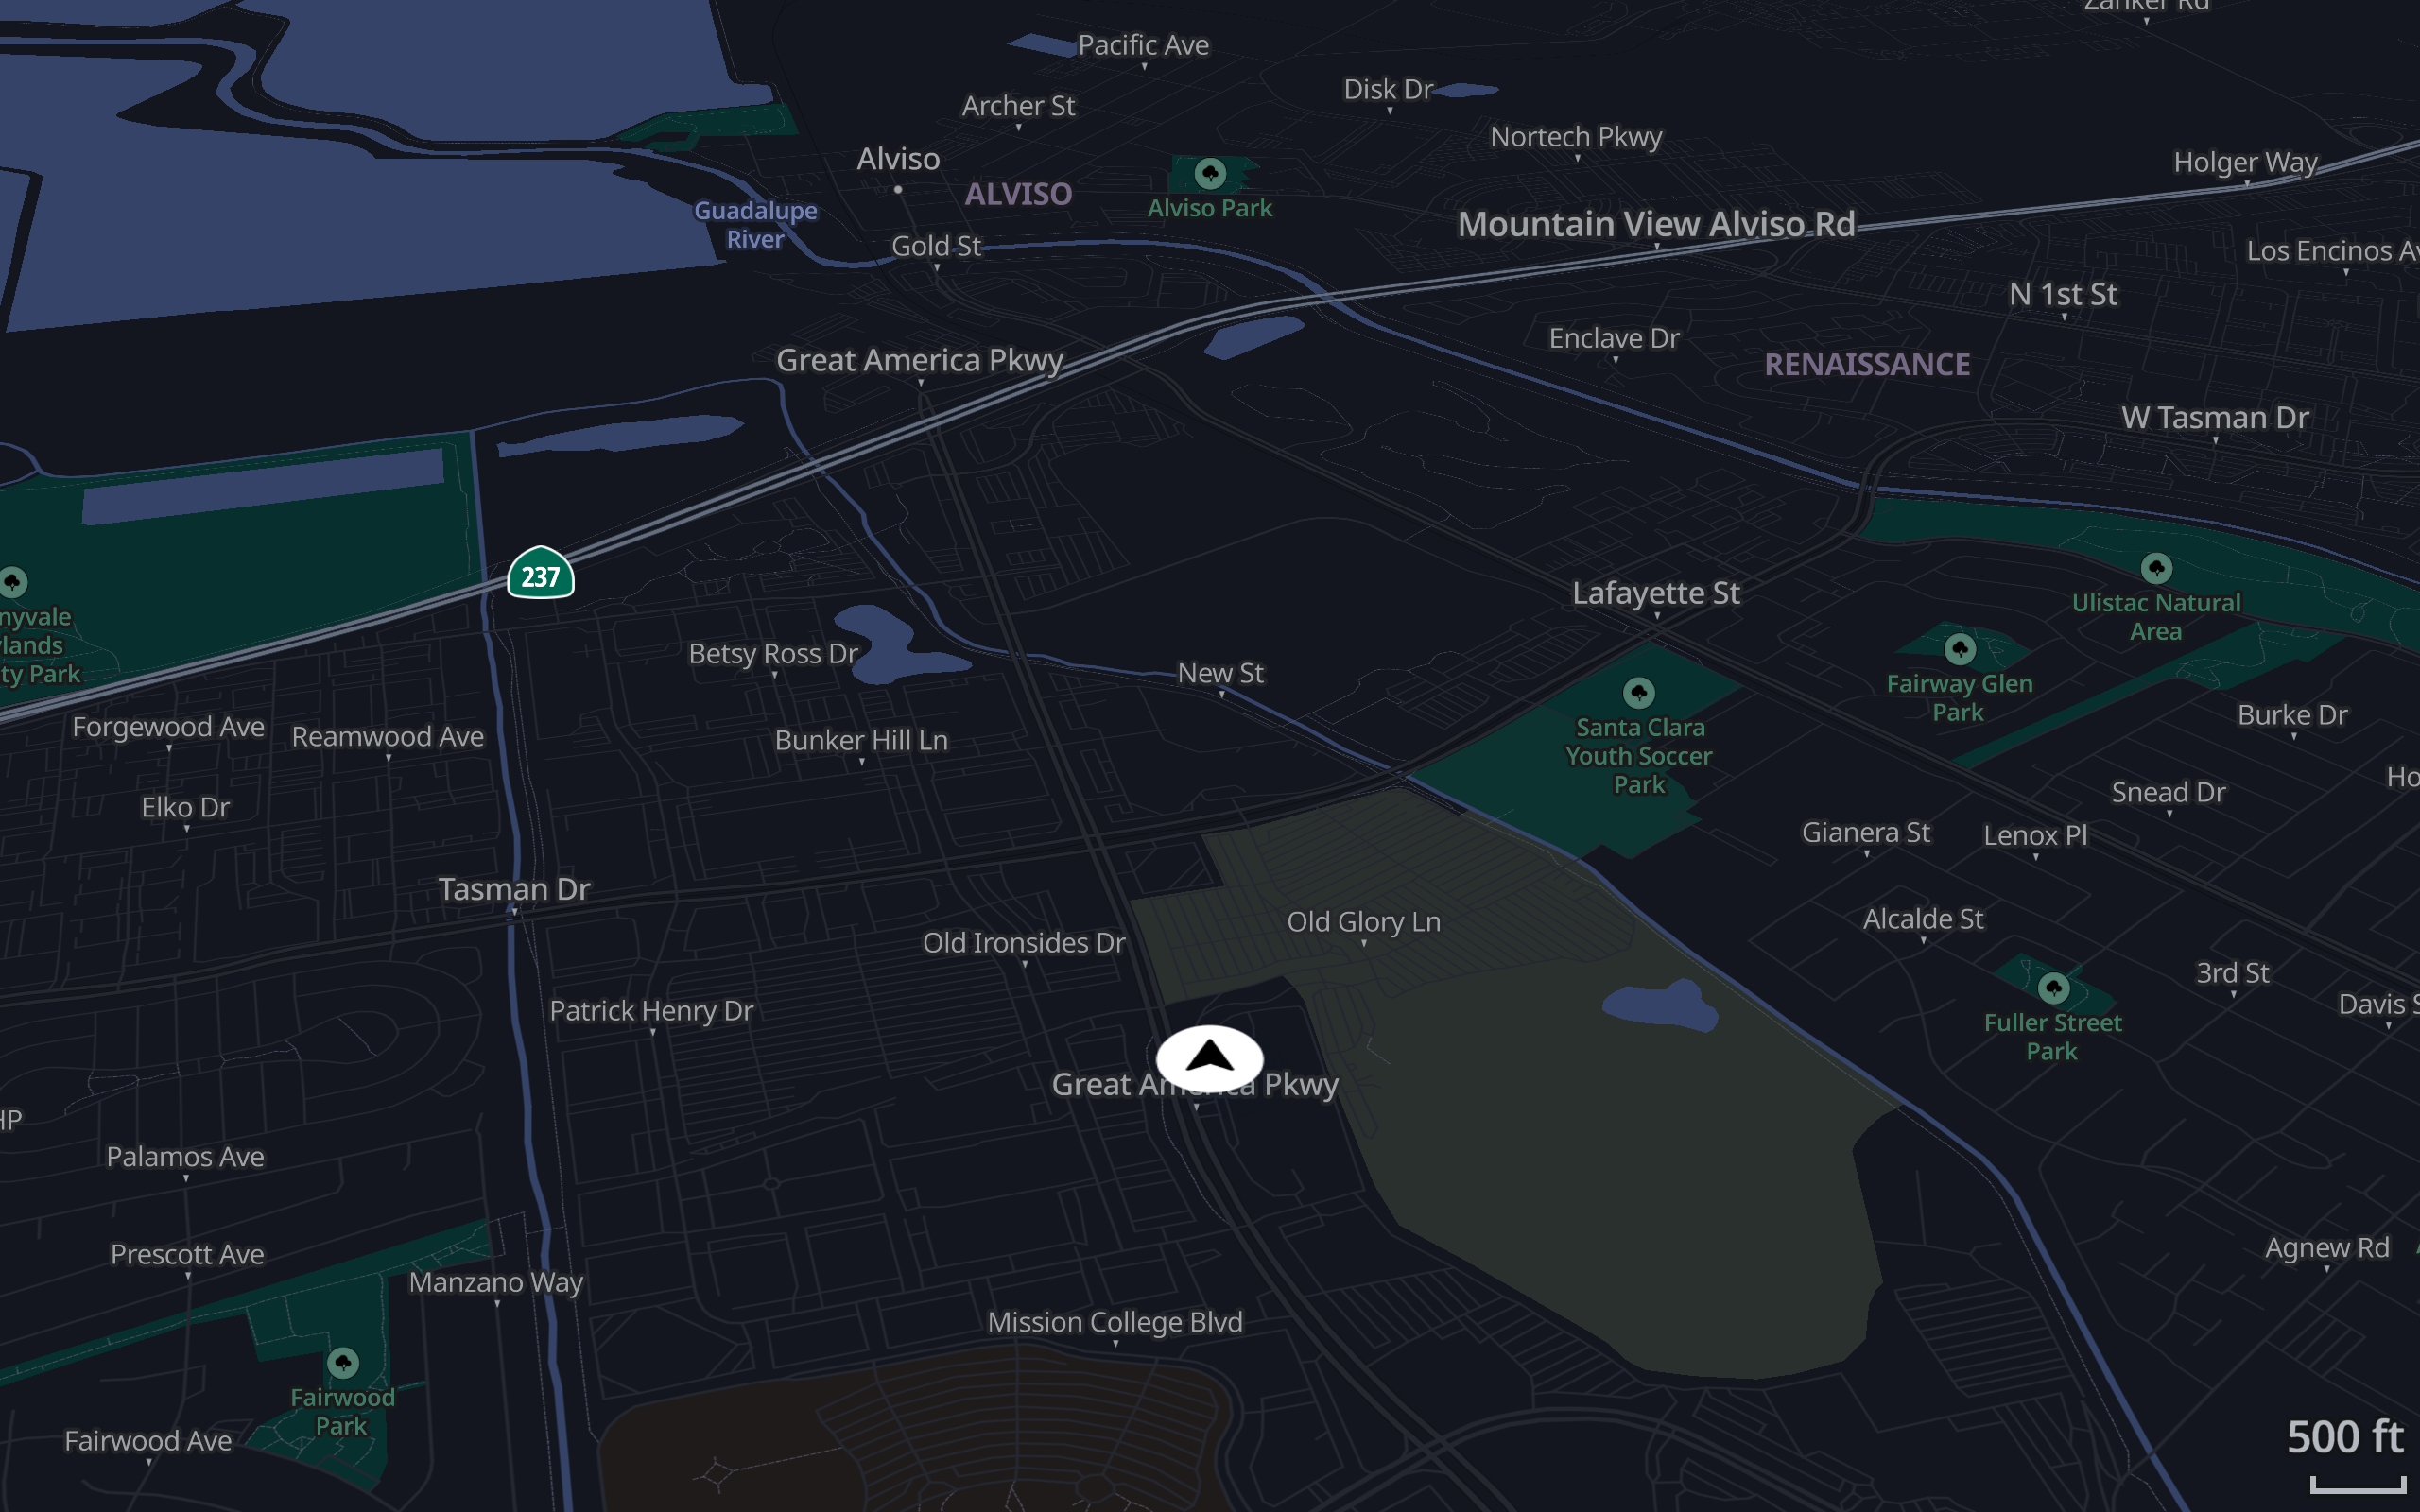 Zanker Rd
Pacific Ave
Disk Dr
Archer St
Nortech Pkwy
Alviso
Holger Way
ALVISO
Alviso Park
Guadalupe
River
Mountain View Alviso Rd
Gold St
Los Encinos Av
N 1st St
Enclave Dr
Great America Pkwy
RENAISSANCE
W Tasman Dr
237
Lafayette St
Ulistac Natural
Area
nyvale
lands
ty Park
Betsy Ross Dr
New St
Fairway Glen
Park
Santa Clara
Youth Soccer
Park
Burke Dr
Forgewood Ave
Reamwood Ave
Bunker Hill Ln
Ho
Snead Dr
Elko Dr
Gianera St
Lenox Pl
Tasman Dr
Old Glory Ln
Alcalde St
Old Ironsides Dr
3rd St
Patrick Henry Dr
Davis S
Fuller Street
Park
Great America Pkwy
HP
Palamos Ave
Prescott Ave
Agnew Rd
Manzano Way
Mission College Blvd
Fairwood
Park
Fairwood Ave
500 ft